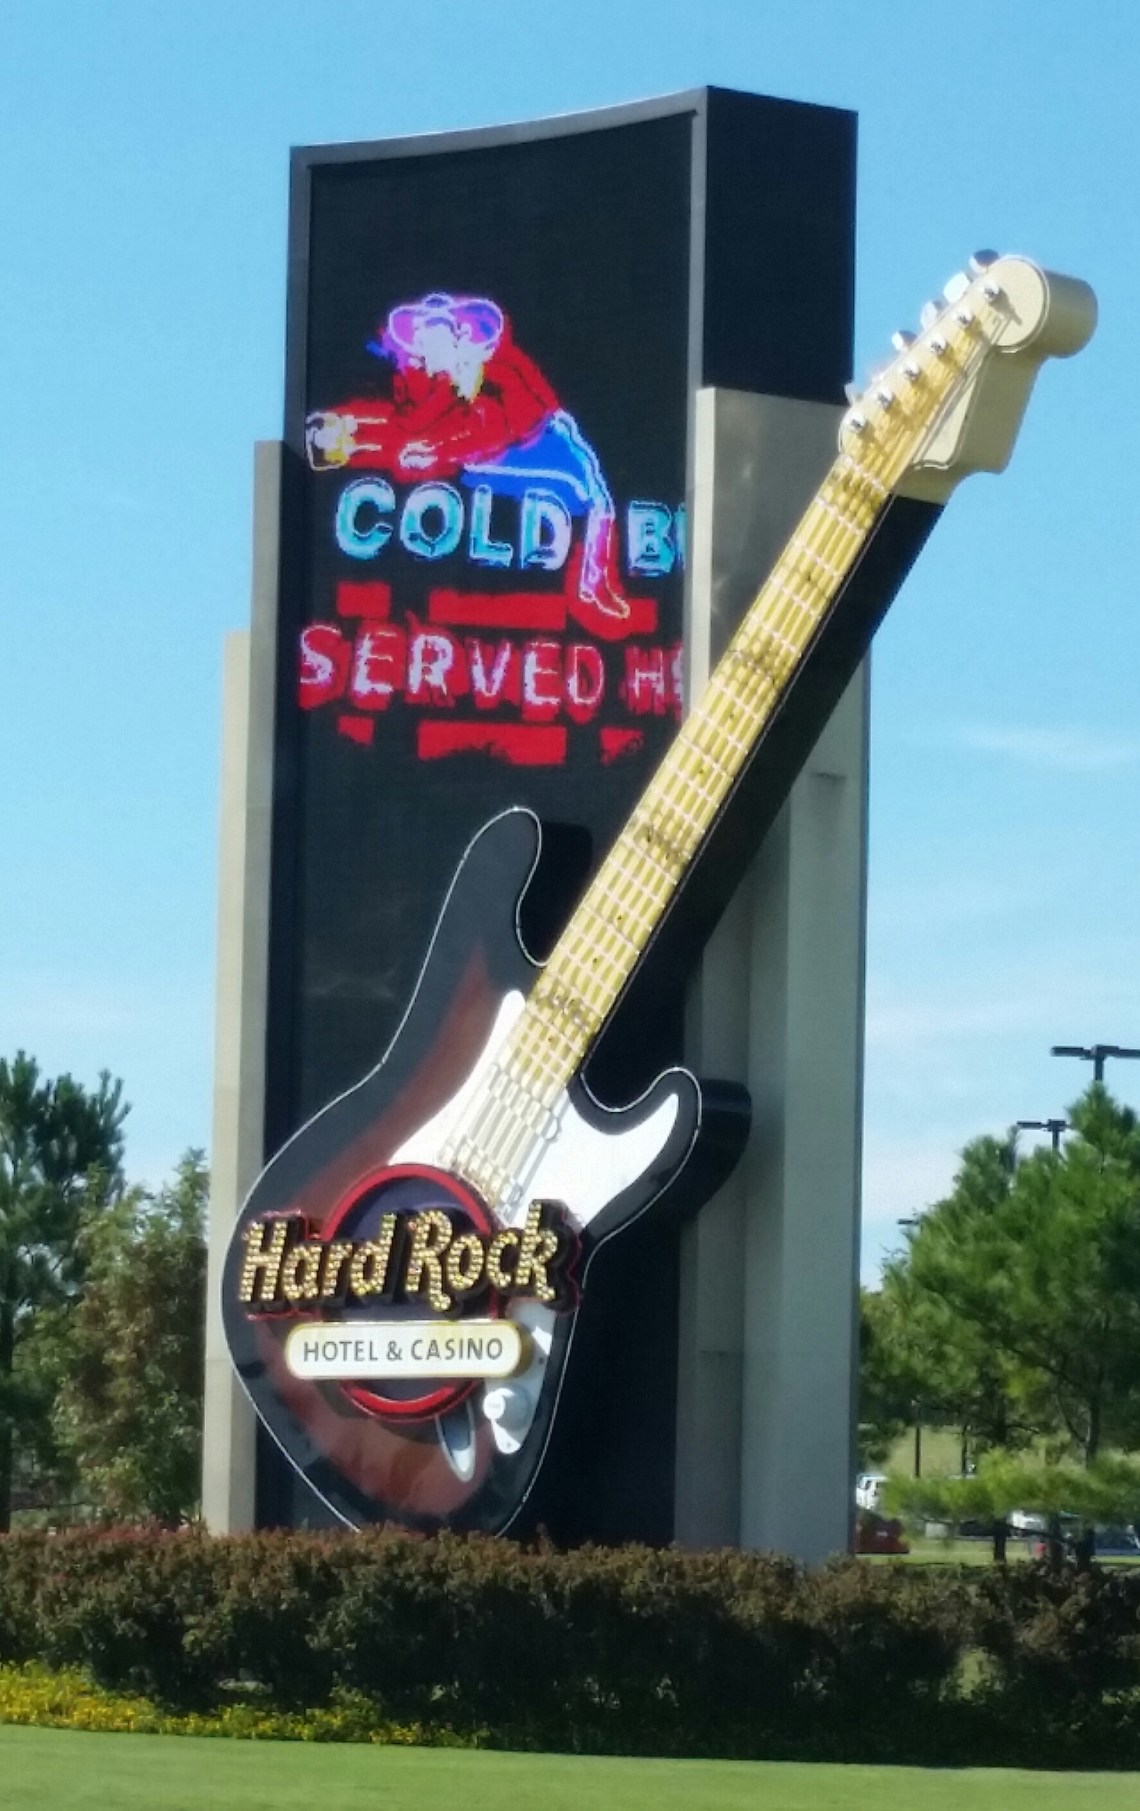 COLD B
SERVED H
Hard Rock
HOTEL & CASINO